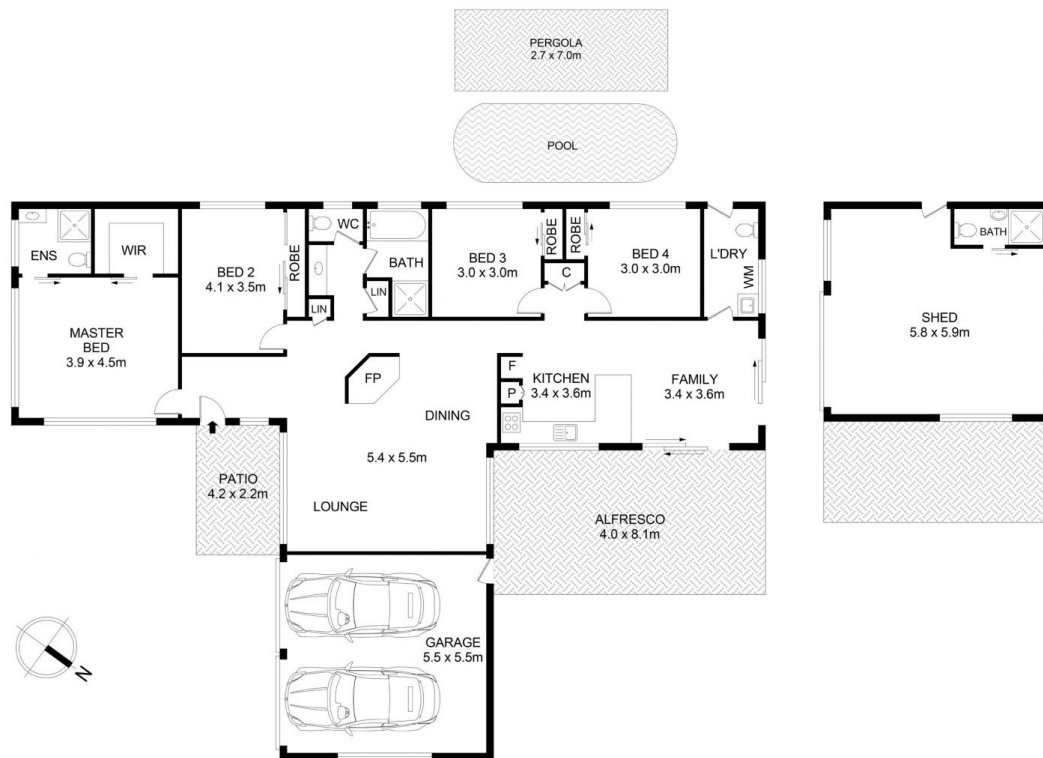 PERGOLA
2.7 x 7.0m
POOL
ENS
WIR
BED 2
4.1 x 3.5m
ROBE
WC
LIN
LIN
BATH
BED 3
3.0 x 3.0m
ROBE
ROBE
C
BED 4
3.0 x 3.0m
L'DRY
WM
BATH
SHED
5.8 x 5.9m
MASTER
BED
3.9 x 4.5m
FP
F
P
KITCHEN
3.4 x 3.6m
FAMILY
3.4 x 3.6m
DINING
5.4 x 5.5m
LOUNGE
PATIO
4.2 x 2.2m
ALFRESCO
4.0 x 8.1m
GARAGE
5.5 x 5.5m
N